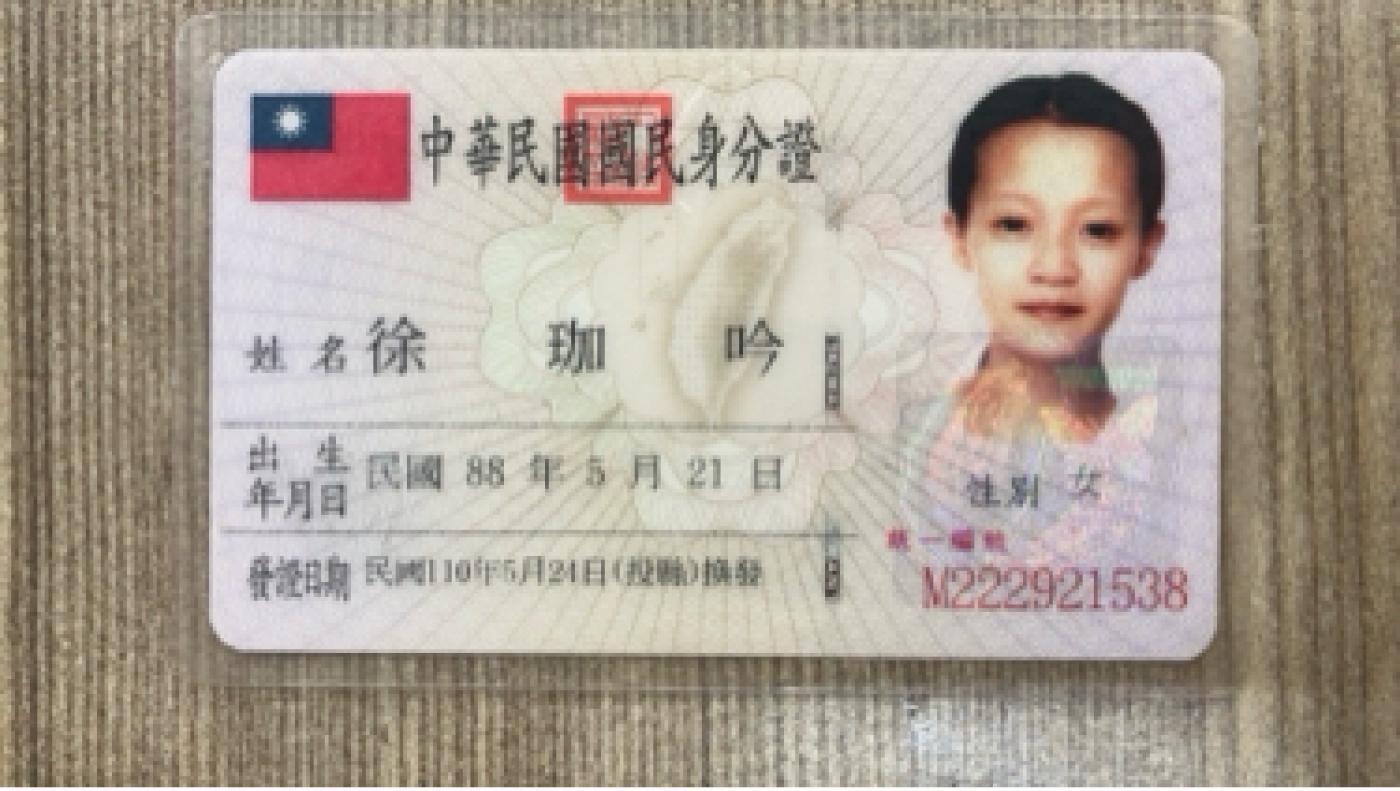 中華民國國民身分證
姓名 徐 珈 吟
出生年月日 民國 88 年 5 月 21 日
性別 女
發證日期 民國110年5月24日(投縣)換發
統一編號
M222921538